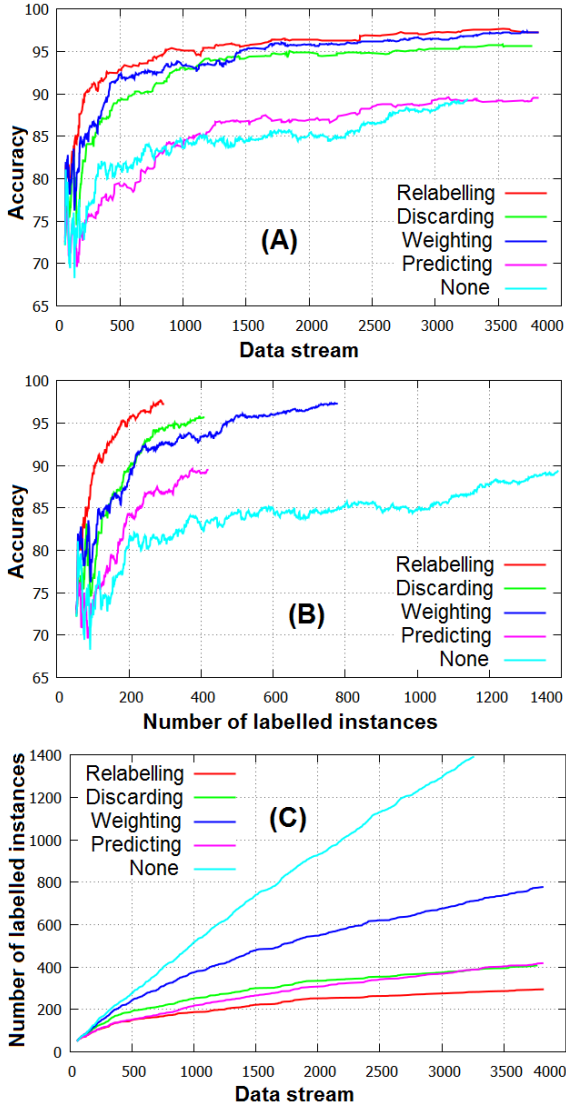 100
95
90
85
80
75
70
65
Accuracy
Relabelling
Discarding
Weighting
Predicting
None
(A)
0 500 1000 1500 2000 2500 3000 3500 4000
Data stream
100
95
90
85
80
75
70
65
Accuracy
Relabelling
Discarding
Weighting
Predicting
None
(B)
0 200 400 600 800 1000 1200 1400
Number of labelled instances
1400
1200
1000
800
600
400
200
0
Number of labelled instances
Relabelling
Discarding
Weighting
Predicting
None
(C)
0 500 1000 1500 2000 2500 3000 3500 4000
Data stream